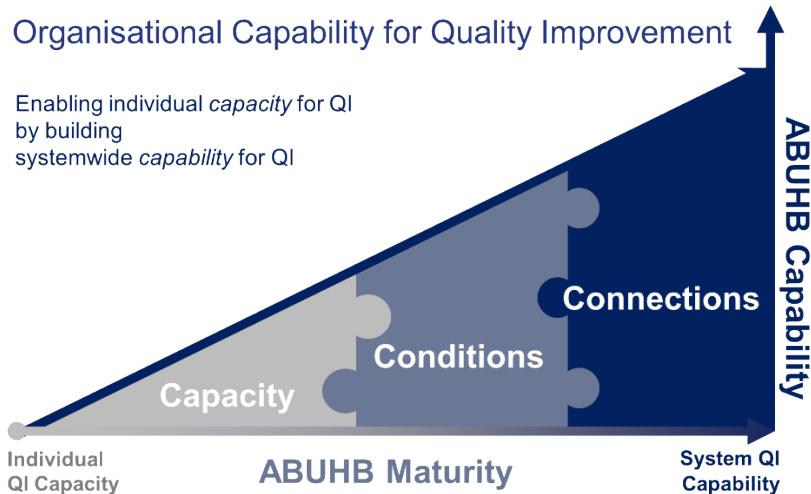 Organisational Capability for Quality Improvement
Enabling individual capacity for QI
by building
systemwide capability for QI
ABUHB Capability
Connections
Conditions
Capacity
Individual
QI Capacity
ABUHB Maturity
System QI
Capability